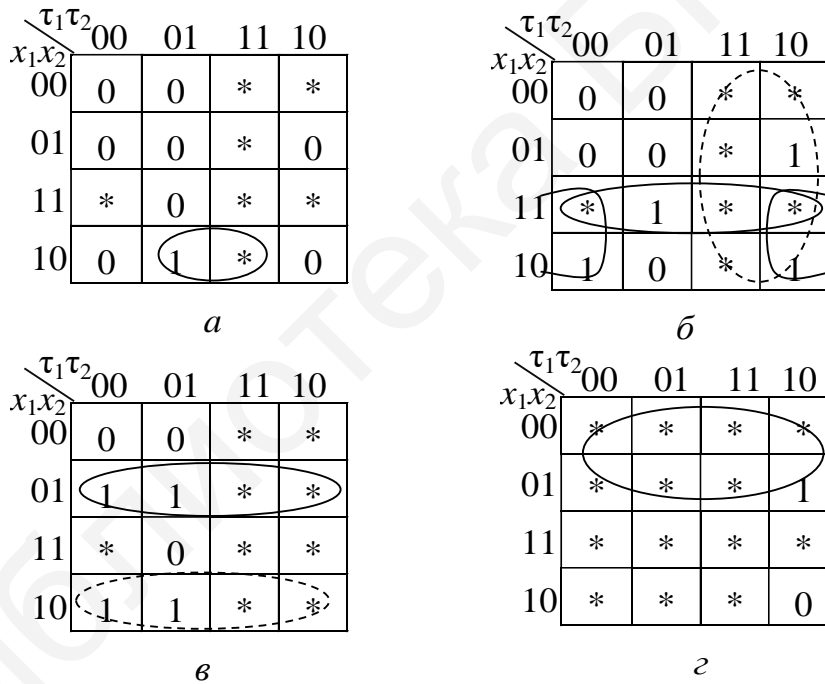 τ₁τ₂ 00 01 11 10
x₁x₂
00 0 0 * *
01 0 0 * 0
11 * 0 * *
10 0 1 * 0
а
τ₁τ₂ 00 01 11 10
x₁x₂
00 0 0 * *
01 0 0 * 1
11 * 1 * *
10 1 0 * 1
б
τ₁τ₂ 00 01 11 10
x₁x₂
00 0 0 * *
01 1 1 * *
11 * 0 * *
10 1 1 * *
в
τ₁τ₂ 00 01 11 10
x₁x₂
00 * * * *
01 * * * 1
11 * * * *
10 * * * 0
г